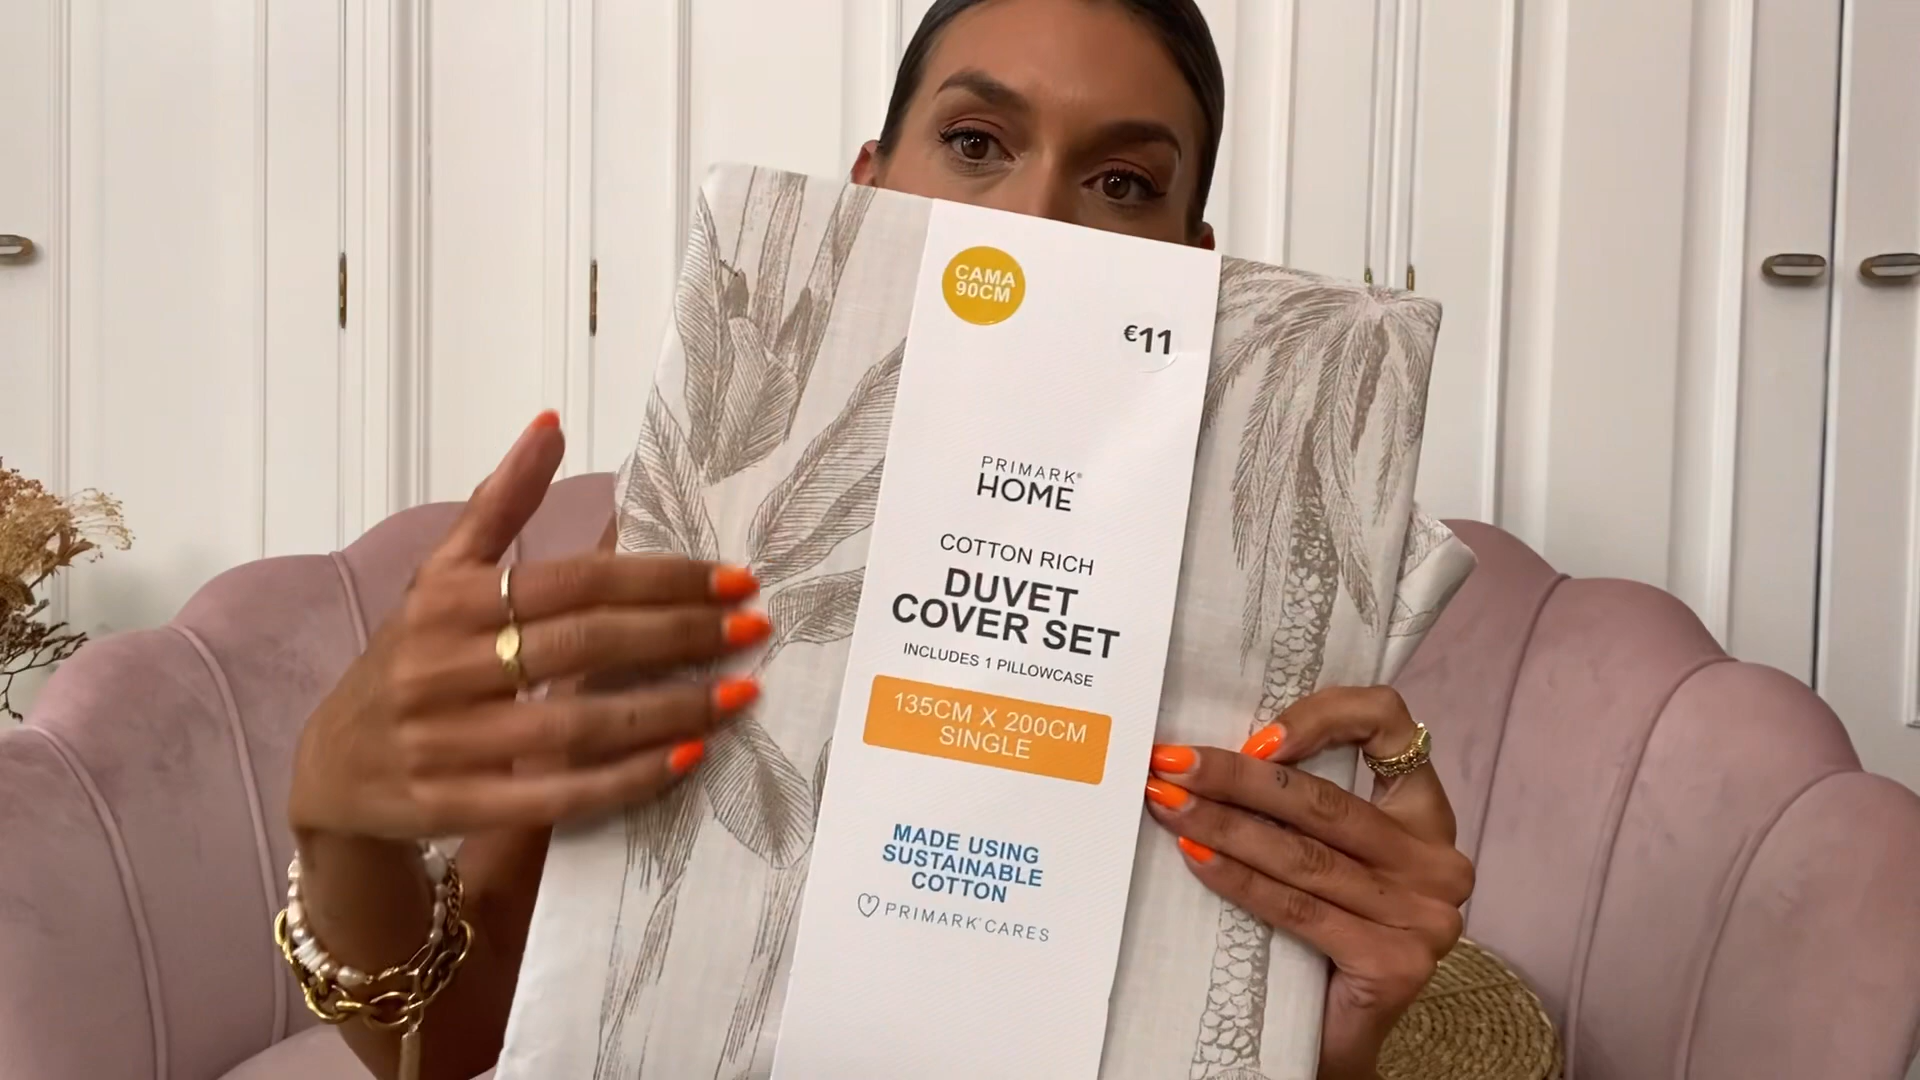 CAMA
90CM
€11
PRIMARK®
HOME
COTTON RICH
DUVET
COVER SET
INCLUDES 1 PILLOWCASE
135CM X 200CM
SINGLE
MADE USING
SUSTAINABLE
COTTON
PRIMARK® CARES